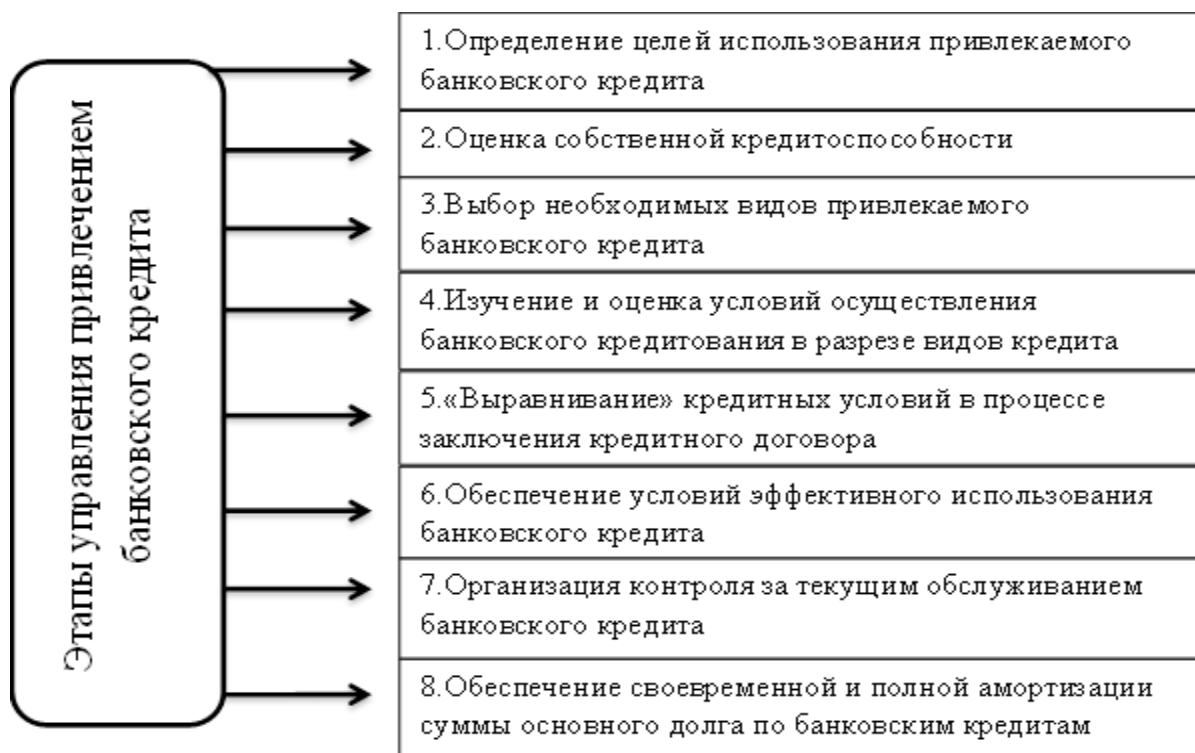 Этапы управления привлечением
банковского кредита
1.Определение целей использования привлекаемого
банковского кредита
2.Оценка собственной кредитоспособности
3.Выбор необходимых видов привлекаемого
банковского кредита
4.Изучение и оценка условий осуществления
банковского кредитования в разрезе видов кредита
5.«Выравнивание» кредитных условий в процессе
заключения кредитного договора
6.Обеспечение условий эффективного использования
банковского кредита
7.Организация контроля за текущим обслуживанием
банковского кредита
8.Обеспечение своевременной и полной амортизации
суммы основного долга по банковским кредитам